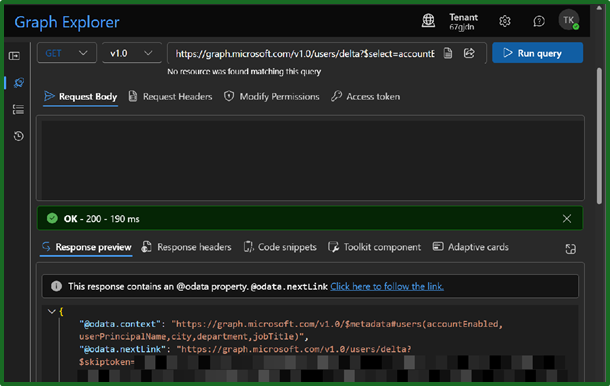 Graph Explorer
Tenant
67gjdn
TK
GET
v1.0
https://graph.microsoft.com/v1.0/users/delta?$select=accountE
Run query
No resource was found matching this query
Request Body
Request Headers
Modify Permissions
Access token
OK - 200 - 190 ms
Response preview
Response headers
Code snippets
Toolkit component
Adaptive cards
This response contains an @odata property. @odata.nextLink Click here to follow the link.
{
"@odata.context": "https://graph.microsoft.com/v1.0/$metadata#users(accountEnabled,
userPrincipalName,city,department,jobTitle)",
"@odata.nextLink": "https://graph.microsoft.com/v1.0/users/delta?
$skiptoken=